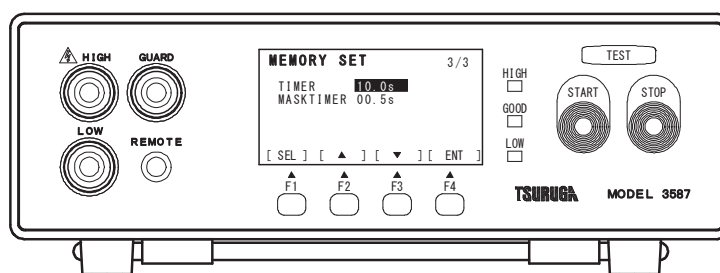 HIGH
GUARD
LOW
REMOTE
MEMORY SET 3/3
TIMER 10.0s
MASKTIMER 00.5s
[ SEL ] [ ▲ ] [ ▼ ] [ ENT ]
F1 F2 F3 F4
HIGH
GOOD
LOW
TEST
START
STOP
TSURUGA MODEL 3587